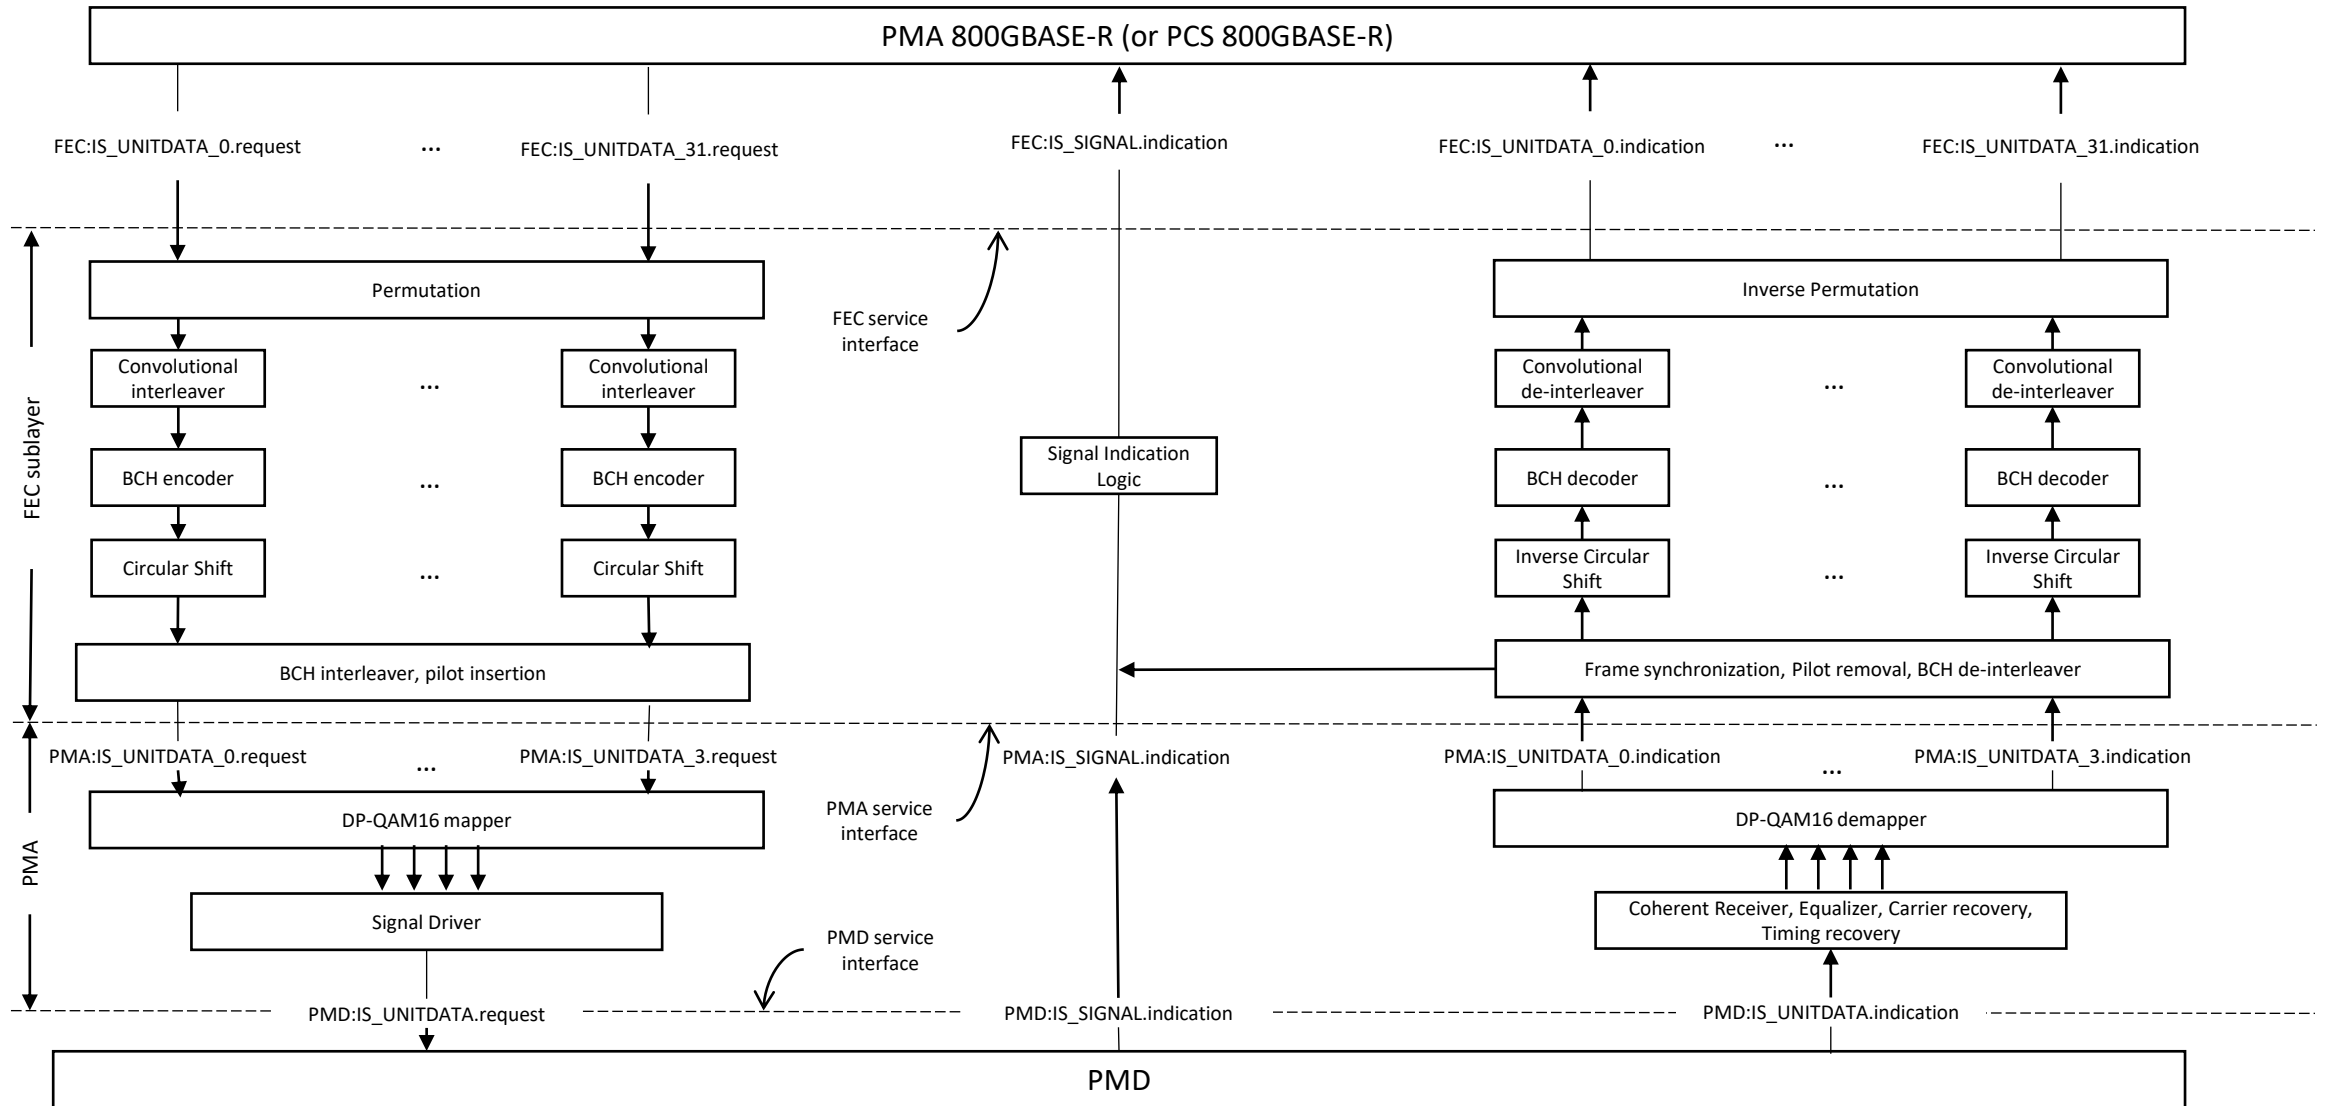 PMA 800GBASE-R (or PCS 800GBASE-R)
FEC:IS_UNITDATA_0.request
...
FEC:IS_UNITDATA_31.request
FEC:IS_SIGNAL.indication
FEC:IS_UNITDATA_0.indication
...
FEC:IS_UNITDATA_31.indication
FEC sublayer
Permutation
FEC service
interface
Inverse Permutation
Convolutional
interleaver
...
Convolutional
interleaver
Convolutional
de-interleaver
...
Convolutional
de-interleaver
BCH encoder
...
BCH encoder
Signal Indication
Logic
BCH decoder
...
BCH decoder
Circular Shift
...
Circular Shift
Inverse Circular
Shift
...
Inverse Circular
Shift
BCH interleaver, pilot insertion
Frame synchronization, Pilot removal, BCH de-interleaver
PMA:IS_UNITDATA_0.request
...
PMA:IS_UNITDATA_3.request
PMA:IS_SIGNAL.indication
PMA:IS_UNITDATA_0.indication
...
PMA:IS_UNITDATA_3.indication
PMA
DP-QAM16 mapper
PMA service
interface
DP-QAM16 demapper
Signal Driver
PMD service
interface
Coherent Receiver, Equalizer, Carrier recovery,
Timing recovery
PMD:IS_UNITDATA.request
PMD:IS_SIGNAL.indication
PMD:IS_UNITDATA.indication
PMD